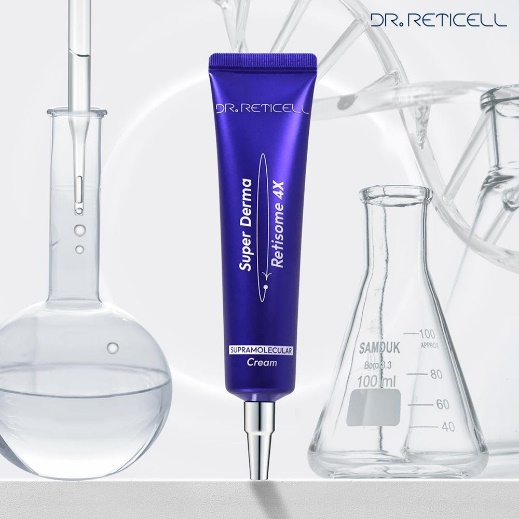 DR.RETICELL
DR.RETICELL
Super Derma
Retisome 4X
SUPRAMOLECULAR
Cream
SAMDUK
Boro 3.3
100 ml
100
APPROX.
80
60
40